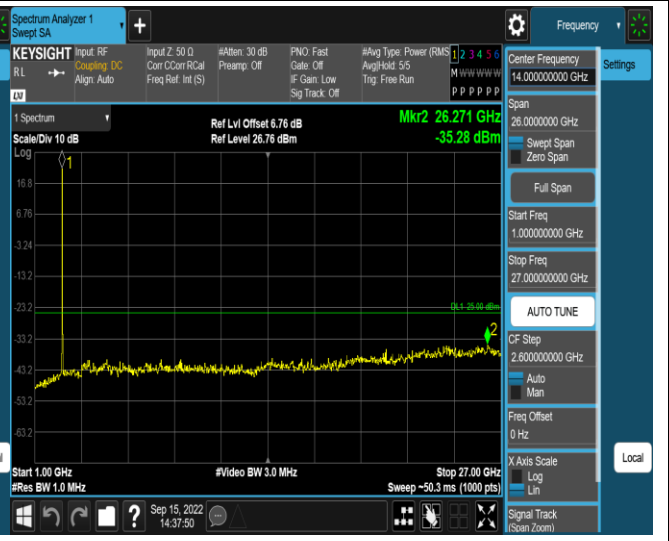 Spectrum Analyzer 1
Swept SA
Frequency
KEYSIGHT
RL
LXI
Input: RF
Coupling: DC
Align: Auto
Input Z: 50 Ω
Corr CCorr RCal
Freq Ref: Int (S)
#Atten: 30 dB
Preamp: Off
PNO: Fast
Gate: Off
IF Gain: Low
Sig Track: Off
#Avg Type: Power (RMS
Avg|Hold: 5/5
Trig: Free Run
1 2 3 4 5 6
M W W W W W
P P P P P P
Center Frequency
14.000000000 GHz
Settings
Span
26.0000000 GHz
Swept Span
Zero Span
Full Span
Start Freq
1.000000000 GHz
Stop Freq
27.000000000 GHz
AUTO TUNE
CF Step
2.600000000 GHz
Auto
Man
Freq Offset
0 Hz
X Axis Scale
Log
Lin
Signal Track
(Span Zoom)
Local
1 Spectrum
Scale/Div 10 dB
Log
Ref Lvl Offset 6.76 dB
Ref Level 26.76 dBm
Mkr2 26.271 GHz
-35.28 dBm
1
16.8
6.76
-3.24
-13.2
-23.2
DL1 -25.00 dBm
2
-33.2
-43.2
-53.2
-63.2
Start 1.00 GHz
#Res BW 1.0 MHz
#Video BW 3.0 MHz
Stop 27.00 GHz
Sweep ~50.3 ms (1000 pts)
?
Sep 15, 2022
14:37:50